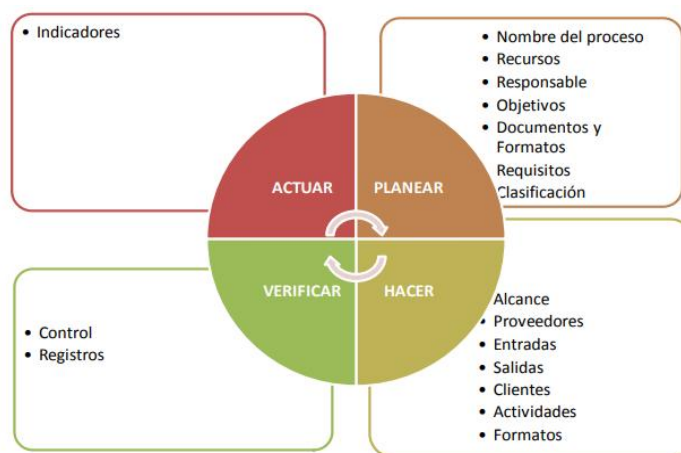 • Indicadores
• Nombre del proceso
• Recursos
• Responsable
• Objetivos
• Documentos y
Formatos
Requisitos
Clasificación
ACTUAR
PLANEAR
VERIFICAR
HACER
• Control
• Registros
Alcance
• Proveedores
• Entradas
• Salidas
• Clientes
• Actividades
• Formatos